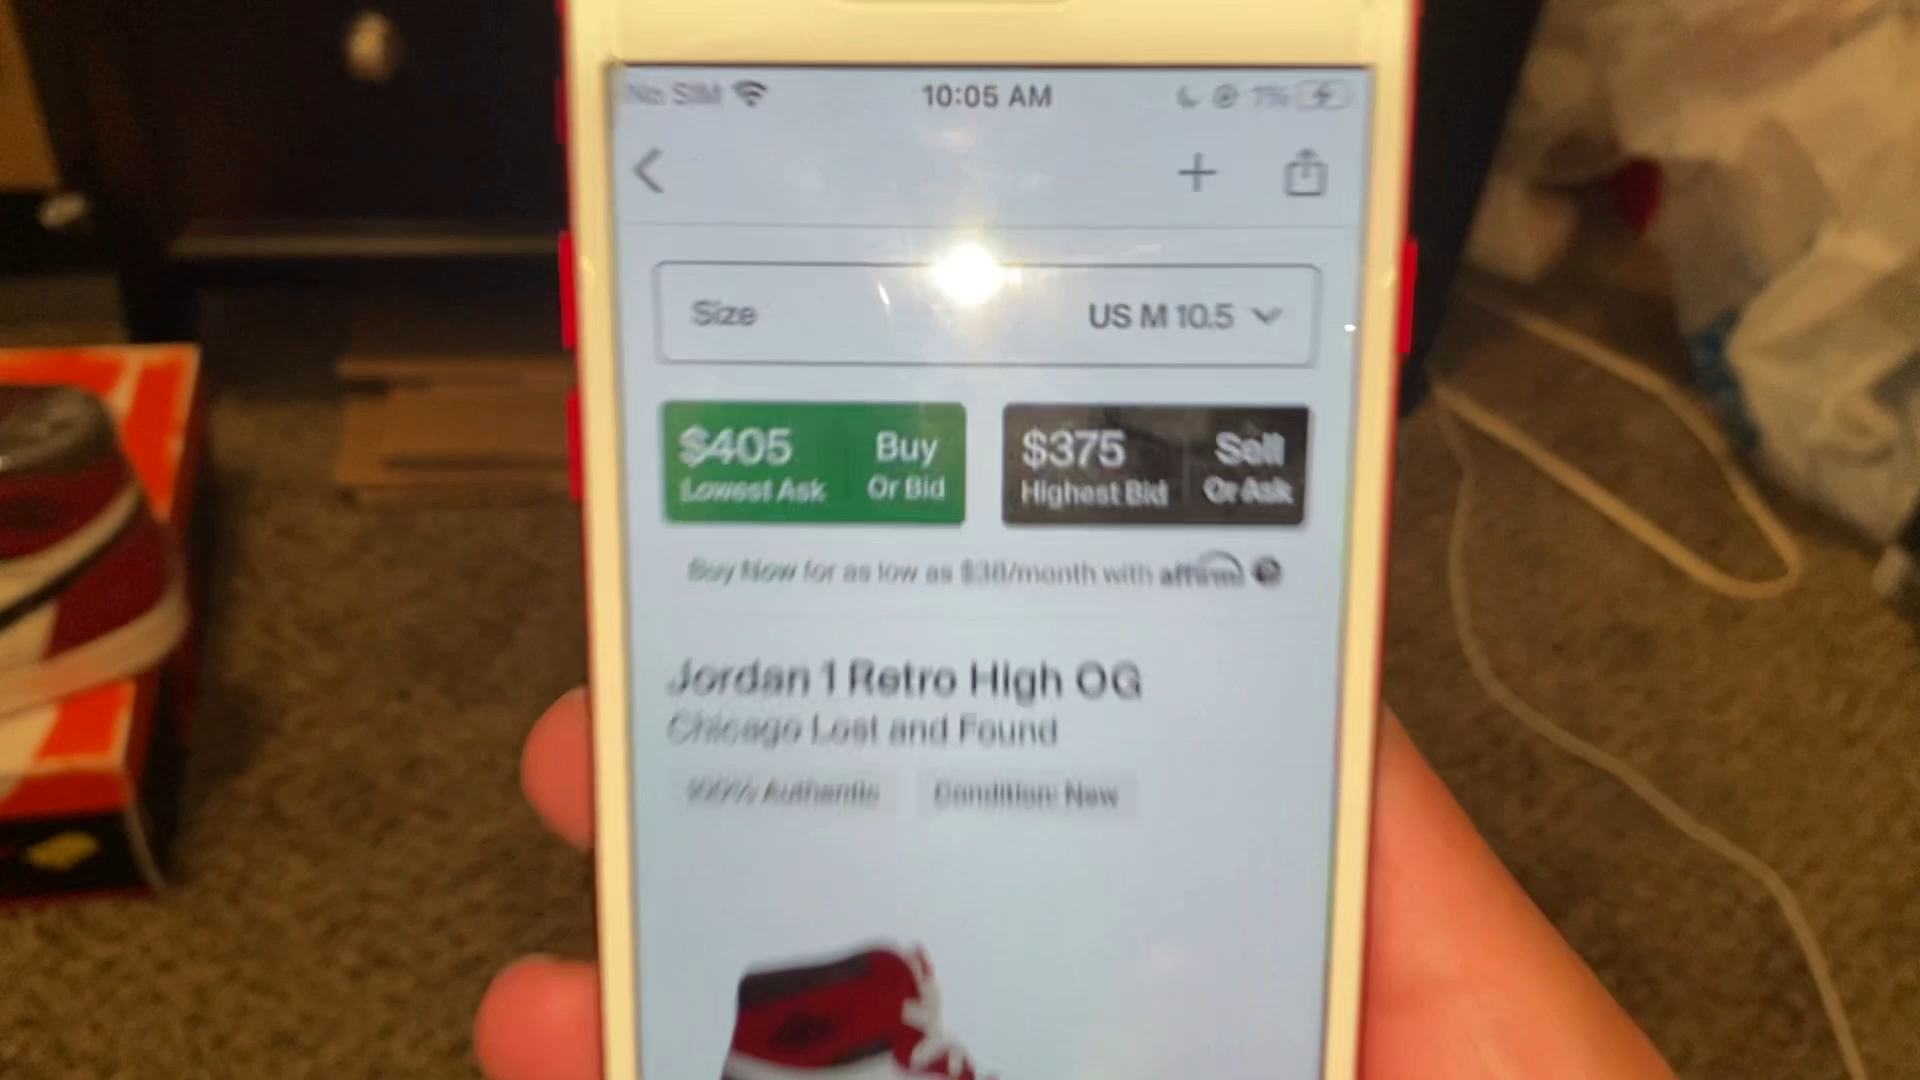 No SIM 10:05 AM 7%
Size US M 10.5
$405 Buy
Lowest Ask Or Bid
$375 Sell
Highest Bid Or Ask
Buy Now for as low as $38/month with affirm
Jordan 1 Retro High OG
Chicago Lost and Found
100% Authentic Condition: New